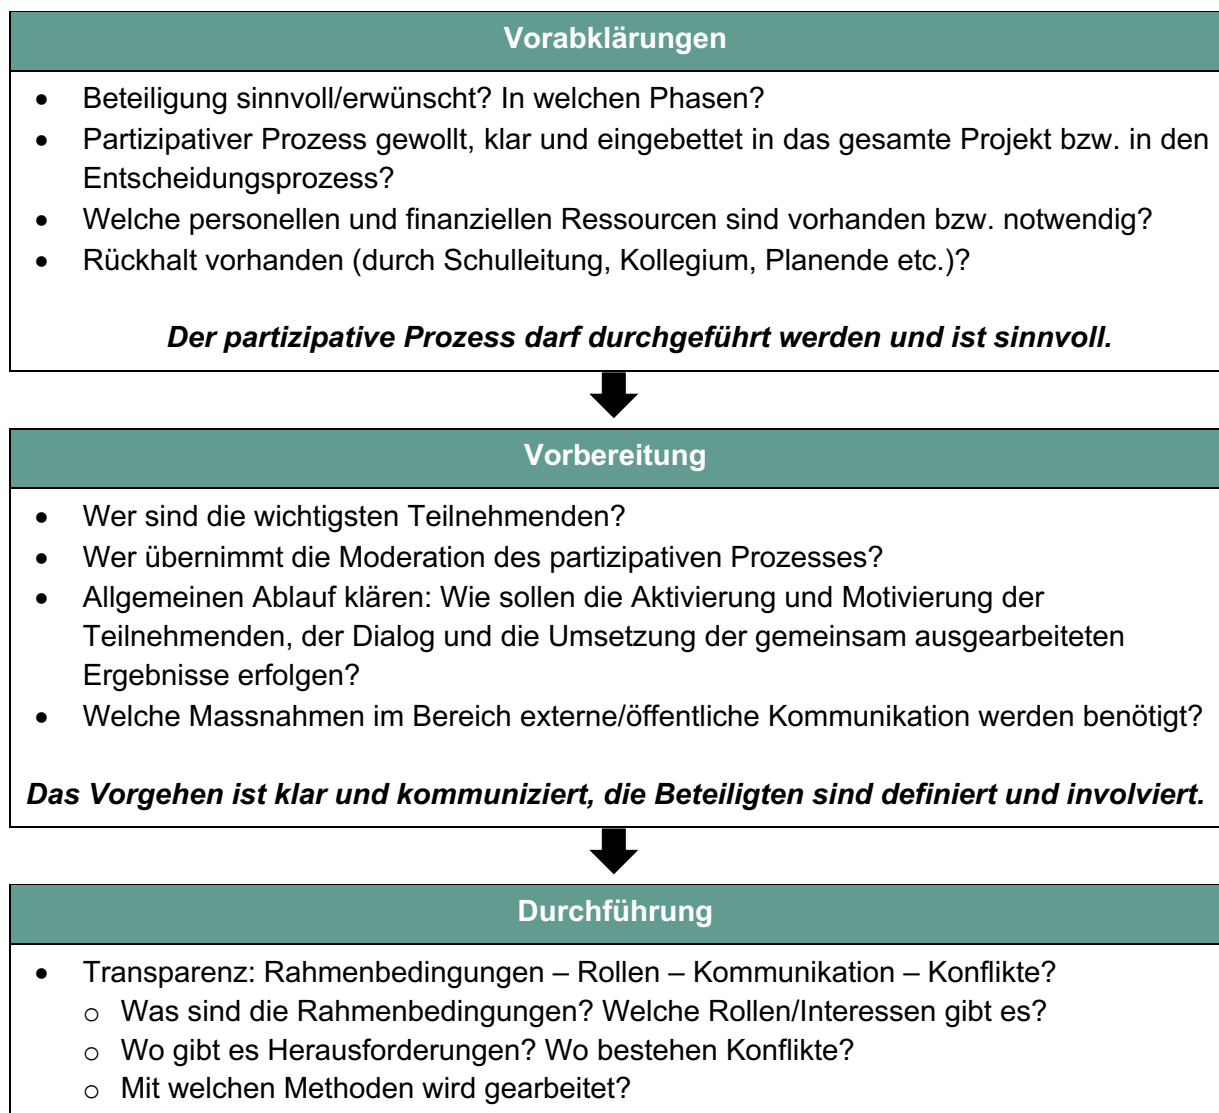 Vorabklärungen
• Beteiligung sinnvoll/erwünscht? In welchen Phasen?
• Partizipativer Prozess gewollt, klar und eingebettet in das gesamte Projekt bzw. in den
Entscheidungsprozess?
• Welche personellen und finanziellen Ressourcen sind vorhanden bzw. notwendig?
• Rückhalt vorhanden (durch Schulleitung, Kollegium, Planende etc.)?
Der partizipative Prozess darf durchgeführt werden und ist sinnvoll.
Vorbereitung
• Wer sind die wichtigsten Teilnehmenden?
• Wer übernimmt die Moderation des partizipativen Prozesses?
• Allgemeinen Ablauf klären: Wie sollen die Aktivierung und Motivierung der
Teilnehmenden, der Dialog und die Umsetzung der gemeinsam ausgearbeiteten
Ergebnisse erfolgen?
• Welche Massnahmen im Bereich externe/öffentliche Kommunikation werden benötigt?
Das Vorgehen ist klar und kommuniziert, die Beteiligten sind definiert und involviert.
Durchführung
• Transparenz: Rahmenbedingungen – Rollen – Kommunikation – Konflikte?
○ Was sind die Rahmenbedingungen? Welche Rollen/Interessen gibt es?
○ Wo gibt es Herausforderungen? Wo bestehen Konflikte?
○ Mit welchen Methoden wird gearbeitet?